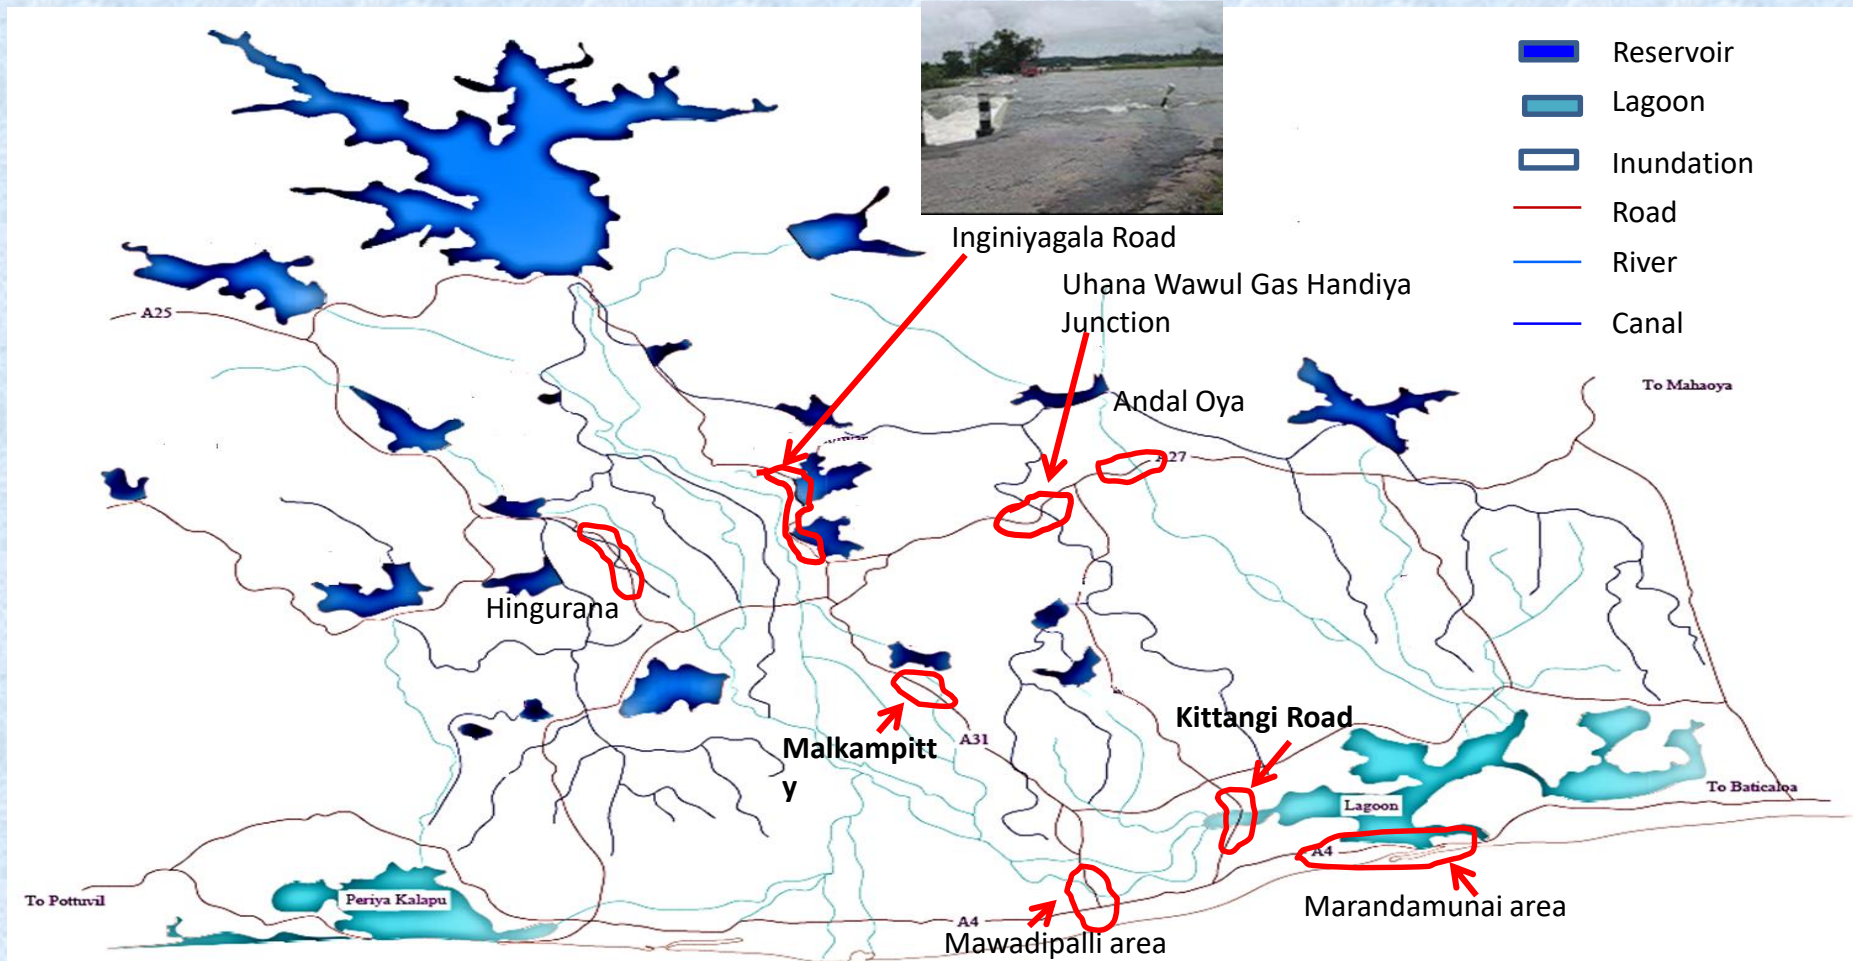 Reservoir
Lagoon
Inundation
Road
River
Canal
Inginiyagala Road
Uhana Wawul Gas Handiya
Junction
A25
To Mahaoya
Andal Oya
A27
Hingurana
Kittangi Road
Malkampitt
y
A31
To Baticaloa
Lagoon
A4
To Pottuvil
Periya Kalapu
A4
Marandamunai area
Mawadipalli area